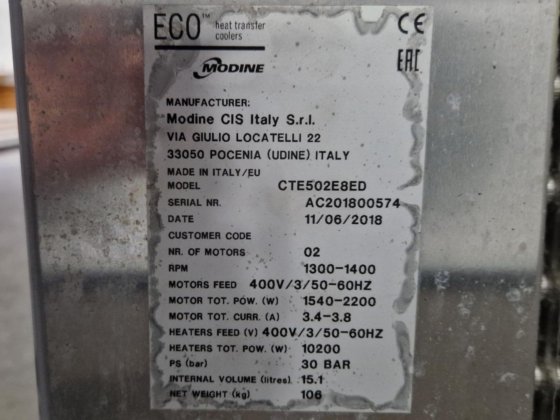 ECO™ heat transfer
coolers
MODINE
CE
EAC
MANUFACTURER:
Modine CIS Italy S.r.l.
VIA GIULIO LOCATELLI 22
33050 POCENIA (UDINE) ITALY
MADE IN ITALY/EU
MODEL CTE502E8ED
SERIAL NR. AC201800574
DATE 11/06/2018
CUSTOMER CODE
NR. OF MOTORS 02
RPM 1300-1400
MOTORS FEED 400V/3/50-60HZ
MOTOR TOT. POW. (W) 1540-2200
MOTOR TOT. CURR. (A) 3.4-3.8
HEATERS FEED (V) 400V/3/50-60HZ
HEATERS TOT. POW. (W) 10200
PS (bar) 30 BAR
INTERNAL VOLUME (litres) 15.1
NET WEIGHT (kg) 106